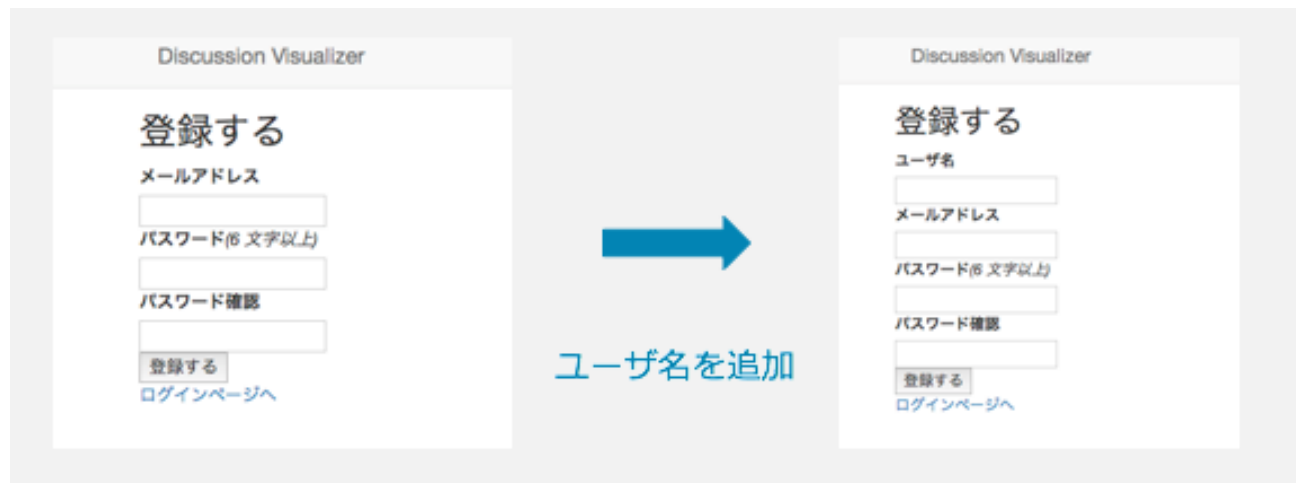 Discussion Visualizer
登録する
メールアドレス
パスワード(6 文字以上)
パスワード確認
登録する
ログインページへ
ユーザ名を追加
Discussion Visualizer
登録する
ユーザ名
メールアドレス
パスワード(6 文字以上)
パスワード確認
登録する
ログインページへ